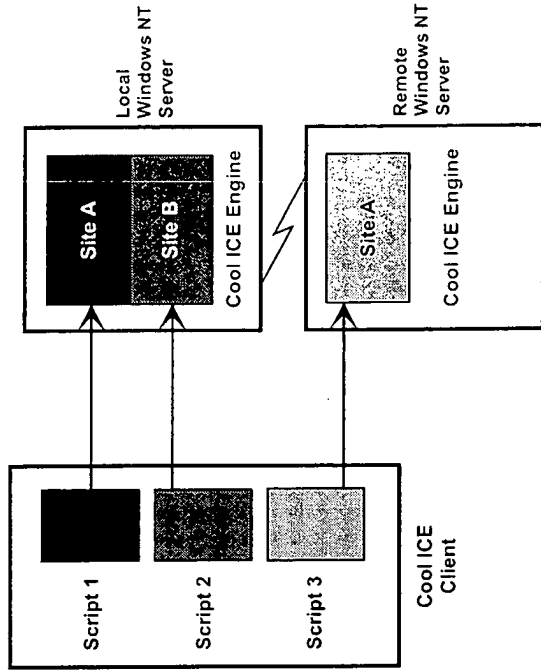 Script 1
Script 2
Script 3
Cool ICE
Client
Site A
Site B
Cool ICE Engine
Local
Windows NT
Server
Site A
Cool ICE Engine
Remote
Windows NT
Server